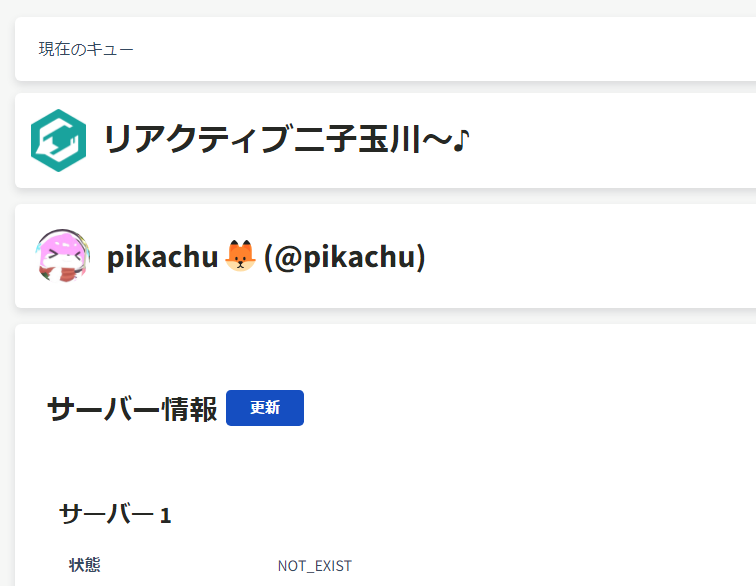 現在のキュー
リアクティブ二子玉川～♪
pikachu🦊(@pikachu)
サーバー情報 更新
サーバー 1
状態 NOT_EXIST